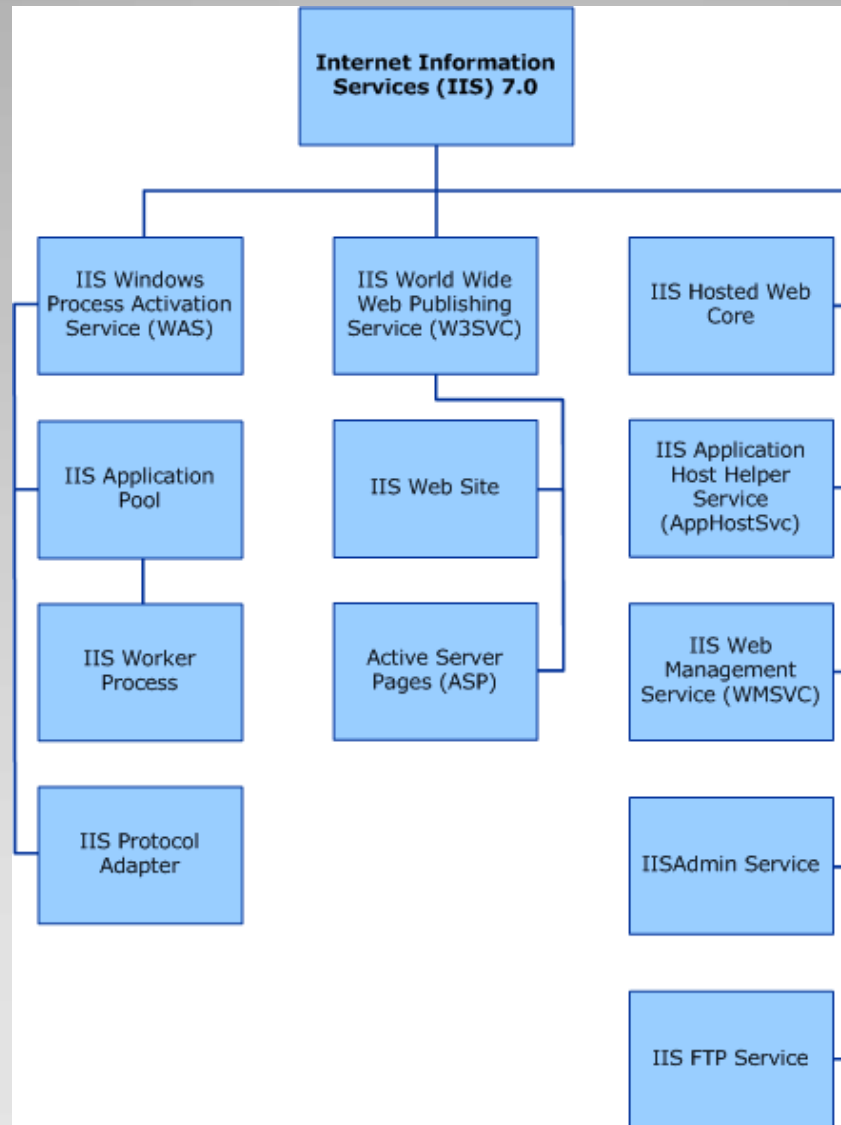 Internet Information
Services (IIS) 7.0
IIS Windows
Process Activation
Service (WAS)
IIS World Wide
Web Publishing
Service (W3SVC)
IIS Hosted Web
Core
IIS Application
Pool
IIS Web Site
IIS Application
Host Helper
Service
(AppHostSvc)
IIS Worker
Process
Active Server
Pages (ASP)
IIS Web
Management
Service (WMSVC)
IIS Protocol
Adapter
IISAdmin Service
IIS FTP Service